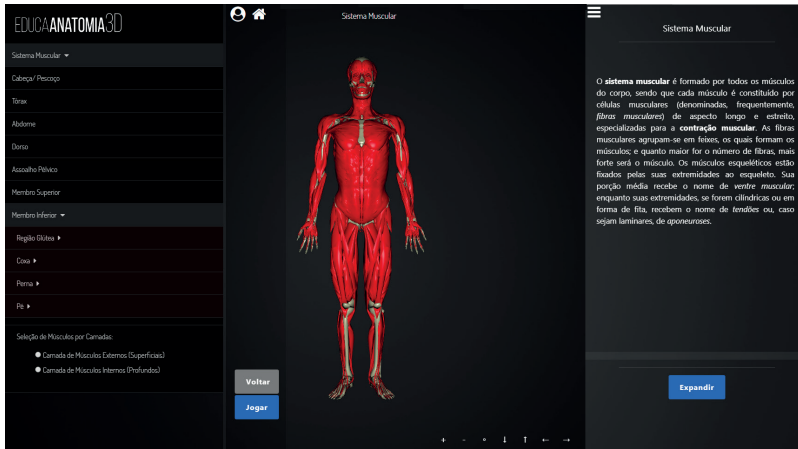 EDUCAANATOMIA3D
Sistema Muscular
Cabeça/ Pescoço
Tórax
Abdome
Dorso
Assoalho Pélvico
Membro Superior
Membro Inferior
Região Glútea
Coxa
Perna
Pe
Seleção de Músculos por Camadas:
Camada de Músculos Externos (Superficiais)
Camada de Músculos Internos (Profundos)
Sistema Muscular
Voltar
Jogar
+ - ° ↓ ↑ ← →
Sistema Muscular
O sistema muscular é formado por todos os músculos
do corpo, sendo que cada músculo é constituído por
células musculares (denominadas, frequentemente,
fibras musculares) de aspecto longo e estreito,
especializadas para a contração muscular. As fibras
musculares agrupam-se em feixes, os quais formam os
músculos; e quanto maior for o número de fibras, mais
forte será o músculo. Os músculos esqueléticos estão
fixados pelas suas extremidades ao esqueleto. Sua
porção média recebe o nome de ventre muscular;
enquanto suas extremidades, se forem cilíndricas ou em
forma de fita, recebem o nome de tendões ou, caso
sejam laminares, de aponeuroses.
Expandir